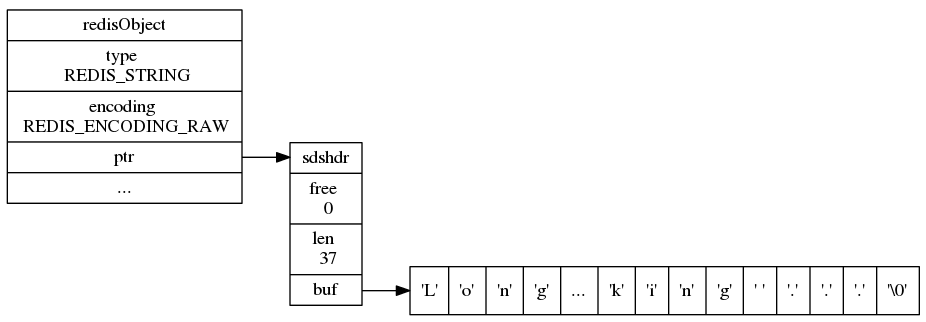 redisObject
type
REDIS_STRING
encoding
REDIS_ENCODING_RAW
ptr
...
sdshdr
free
0
len
37
buf
'L' 'o' 'n' 'g' ... 'k' 'i' 'n' 'g' ' ' '.' '.' '.' '\0'